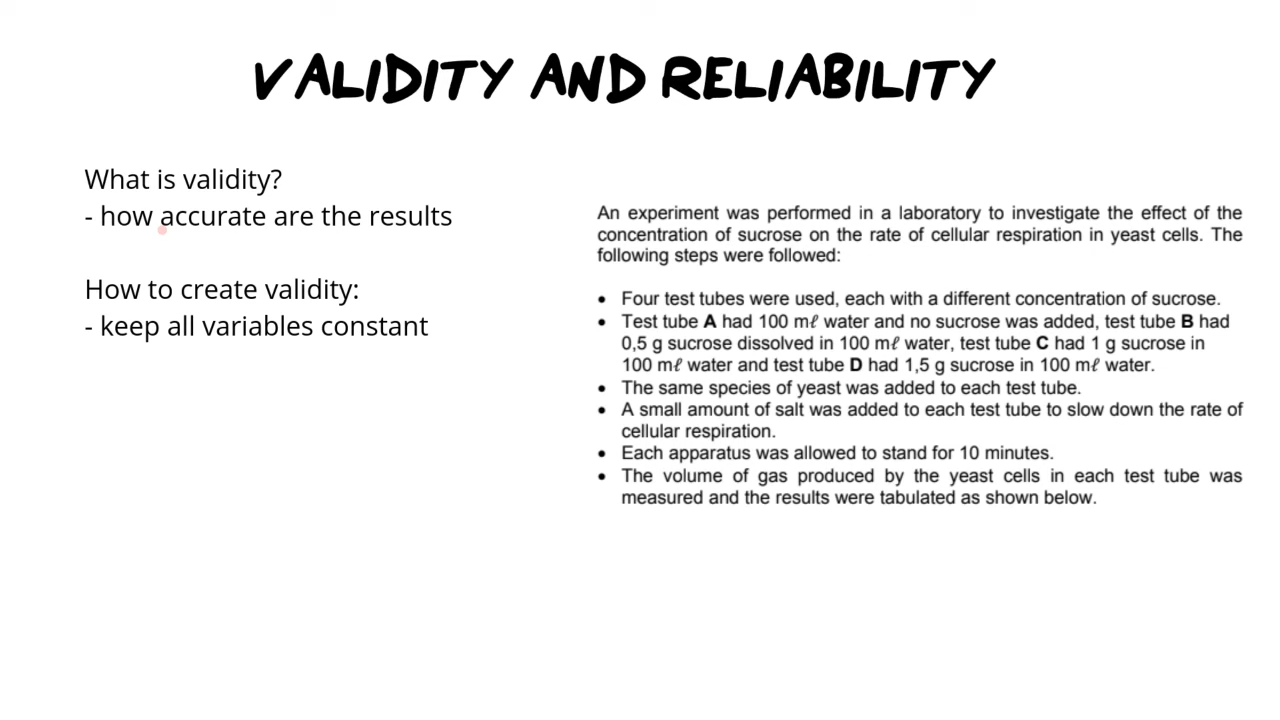 VALIDITY AND RELIABILITY
What is validity?
- how accurate are the results
How to create validity:
- keep all variables constant
An experiment was performed in a laboratory to investigate the effect of the
concentration of sucrose on the rate of cellular respiration in yeast cells. The
following steps were followed:
• Four test tubes were used, each with a different concentration of sucrose.
• Test tube A had 100 mℓ water and no sucrose was added, test tube B had
0,5 g sucrose dissolved in 100 mℓ water, test tube C had 1 g sucrose in
100 mℓ water and test tube D had 1,5 g sucrose in 100 mℓ water.
• The same species of yeast was added to each test tube.
• A small amount of salt was added to each test tube to slow down the rate of
cellular respiration.
• Each apparatus was allowed to stand for 10 minutes.
• The volume of gas produced by the yeast cells in each test tube was
measured and the results were tabulated as shown below.